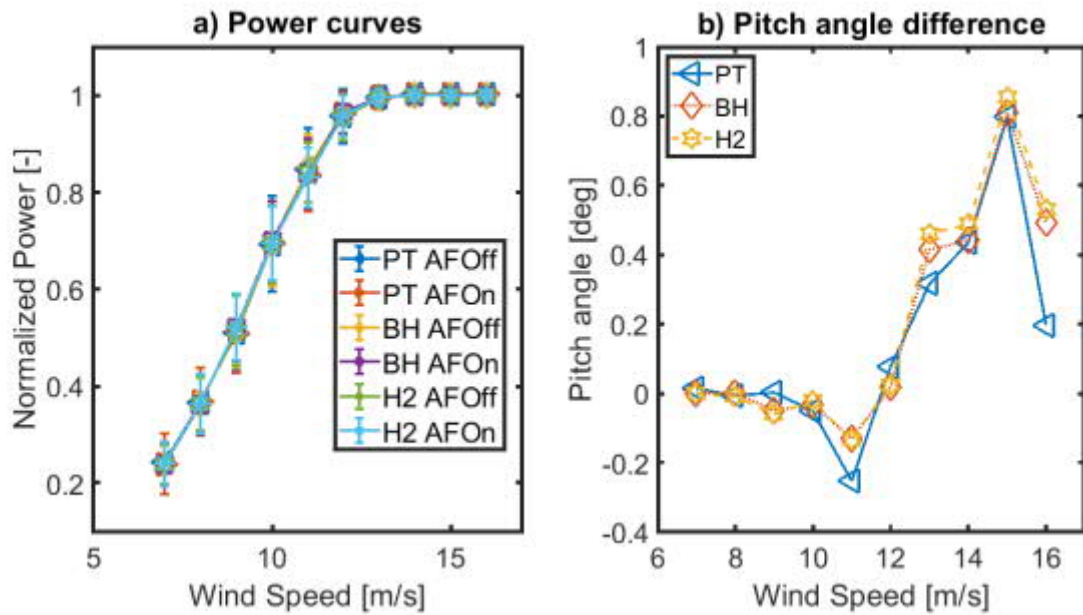 a) Power curves
Normalized Power [-]
1
0.8
0.6
0.4
0.2
5
10
15
Wind Speed [m/s]
PT AFOff
PT AFOn
BH AFOff
BH AFOn
H2 AFOff
H2 AFOn
b) Pitch angle difference
Pitch angle [deg]
1
0.8
0.6
0.4
0.2
0
-0.2
-0.4
6
8
10
12
14
16
Wind Speed [m/s]
PT
BH
H2